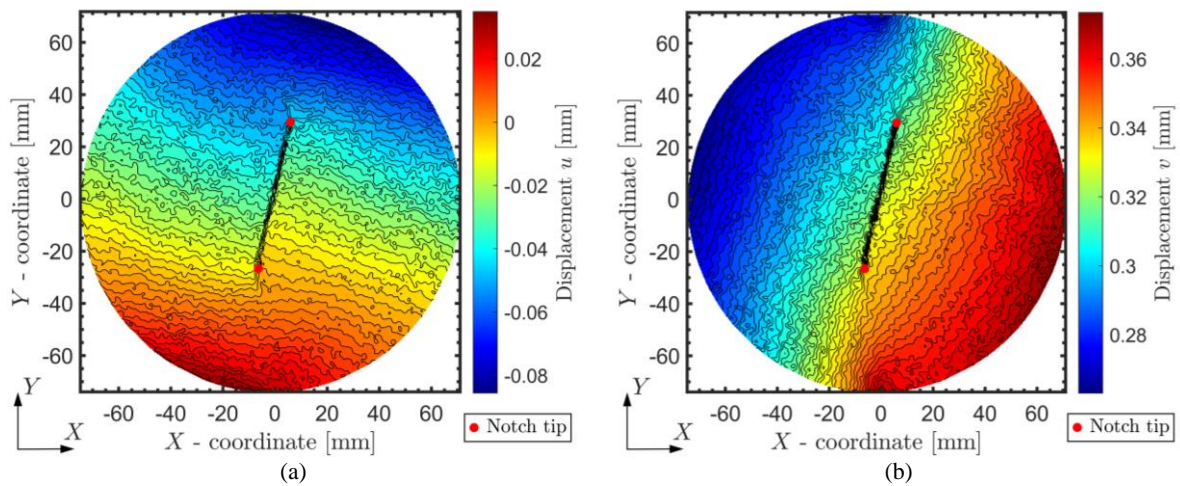 60
40
20
0
-20
-40
-60
Y - coordinate [mm]
-60 -40 -20 0 20 40 60
X - coordinate [mm]
Y
X
0.02
0
-0.02
-0.04
-0.06
-0.08
Displacement u [mm]
Notch tip
(a)
60
40
20
0
-20
-40
-60
Y - coordinate [mm]
-60 -40 -20 0 20 40 60
X - coordinate [mm]
Y
X
0.36
0.34
0.32
0.3
0.28
Displacement v [mm]
Notch tip
(b)